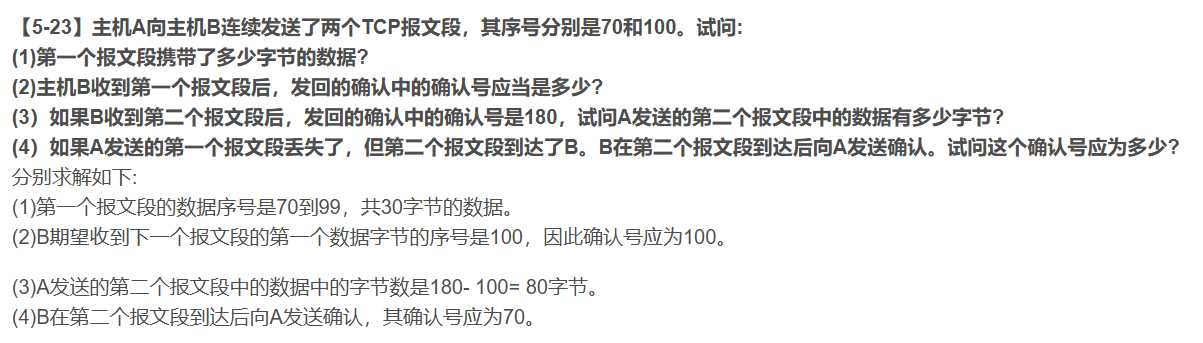 【5-23】主机A向主机B连续发送了两个TCP报文段，其序号分别是70和100。试问:
(1)第一个报文段携带了多少字节的数据?
(2)主机B收到第一个报文段后，发回的确认中的确认号应当是多少?
(3）如果B收到第二个报文段后，发回的确认中的确认号是180，试问A发送的第二个报文段中的数据有多少字节?
(4）如果A发送的第一个报文段丢失了，但第二个报文段到达了B。B在第二个报文段到达后向A发送确认。试问这个确认号应为多少?
分别求解如下:
(1)第一个报文段的数据序号是70到99，共30字节的数据。
(2)B期望收到下一个报文段的第一个数据字节的序号是100，因此确认号应为100。
(3)A发送的第二个报文段中的数据中的字节数是180- 100= 80字节。
(4)B在第二个报文段到达后向A发送确认，其确认号应为70。